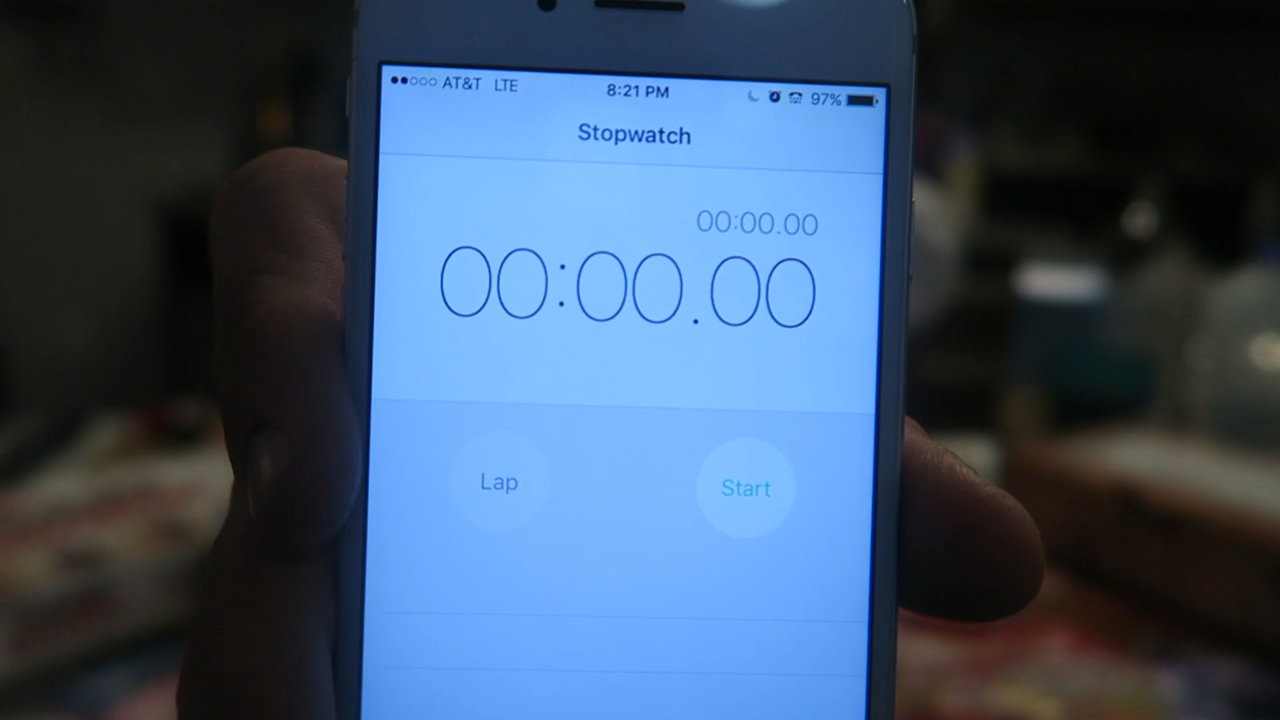 AT&T LTE 8:21 PM 97%
Stopwatch
00:00.00
00:00.00
Lap Start